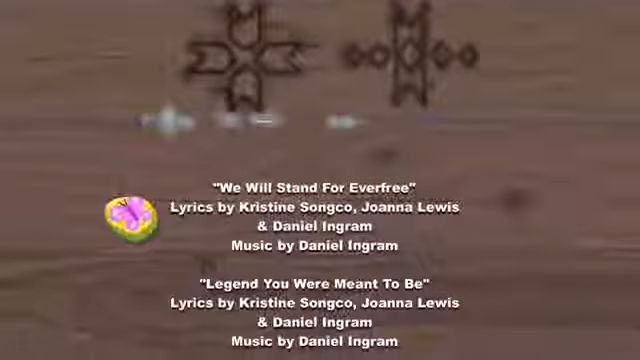 "We Will Stand For Everfree"
Lyrics by Kristine Songco, Joanna Lewis
& Daniel Ingram
Music by Daniel Ingram
"Legend You Were Meant To Be"
Lyrics by Kristine Songco, Joanna Lewis
& Daniel Ingram
Music by Daniel Ingram